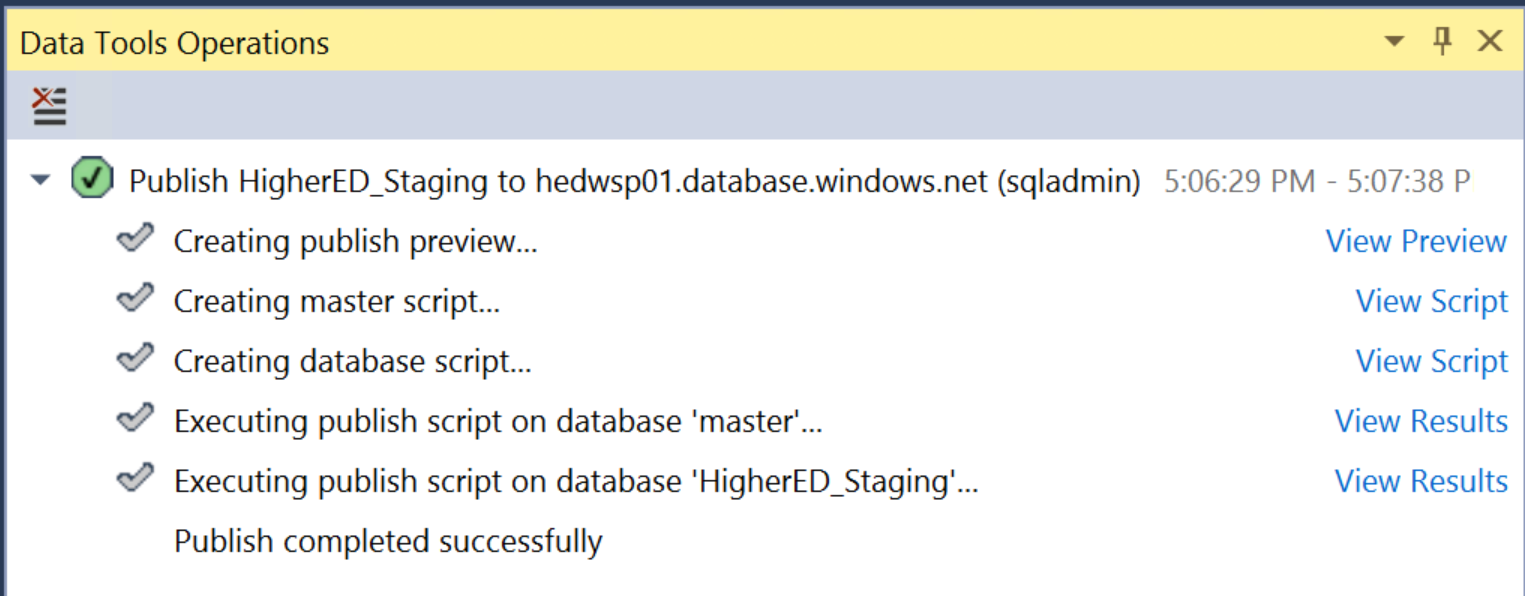 Data Tools Operations
Publish HigherED_Staging to hedwsp01.database.windows.net (sqladmin) 5:06:29 PM - 5:07:38 P
Creating publish preview... View Preview
Creating master script... View Script
Creating database script... View Script
Executing publish script on database 'master'... View Results
Executing publish script on database 'HigherED_Staging'... View Results
Publish completed successfully